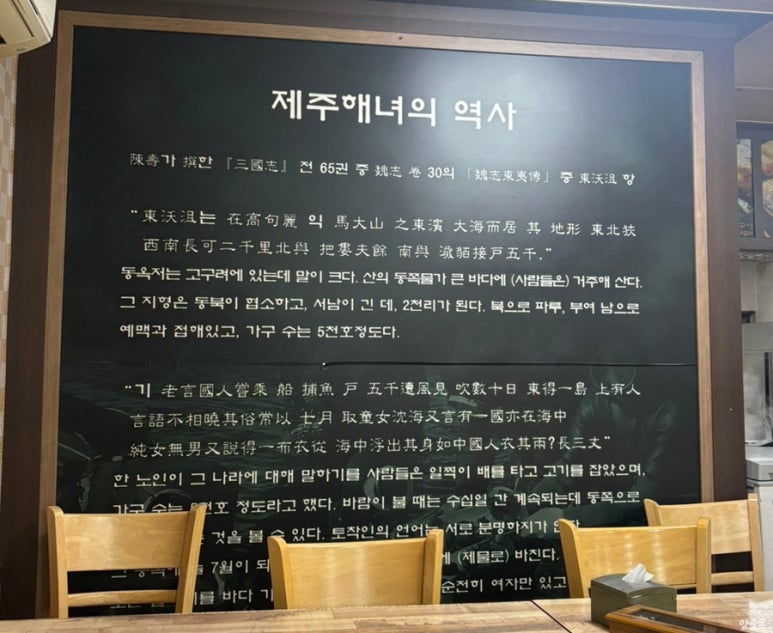 제주해녀의 역사
陳壽가 撰한 『三國志』 전 65권 중 魏志 卷 30의 「魏志東夷傳」 중 東沃沮 항
"東沃沮는 在高句麗 의 馬大山 之東濱 大海而居 其 地形 東北狹
西南長可二千里北與 把婁夫餘 南與 濊貊接戶五千."
동옥저는 고구려에 있는데 말이 크다. 산의 동쪽물가 큰 바다에 (사람들은) 거주해 산다.
그 지형은 동북이 협소하고, 서남이 긴 데, 2천리가 된다. 북으로 파루, 부여 남으로
예맥과 접해있고, 가구 수는 5천호정도다.
"기 老言國人嘗乘 船 捕魚 戶 五千遭風見 吹數十日 東得一島 上有人
言語不相曉其俗常以 七月 取童女沈海又言有一國亦在海中
純女無男又說得一布衣從 海中浮出其身如中國人衣其兩?長三丈"
한 노인이 그 나라에 대해 말하기를 사람들은 일찍이 배를 타고 고기를 잡았으며,
가구 수는 호 정도라고 했다. 바람이 불 때는 수십일 간 계속되는데 동쪽으로
것을 볼 수 있다. 토착인의 언어는 서로 분명하지가
7월이 되 (제물로) 바친다.
바다 여자만 있고